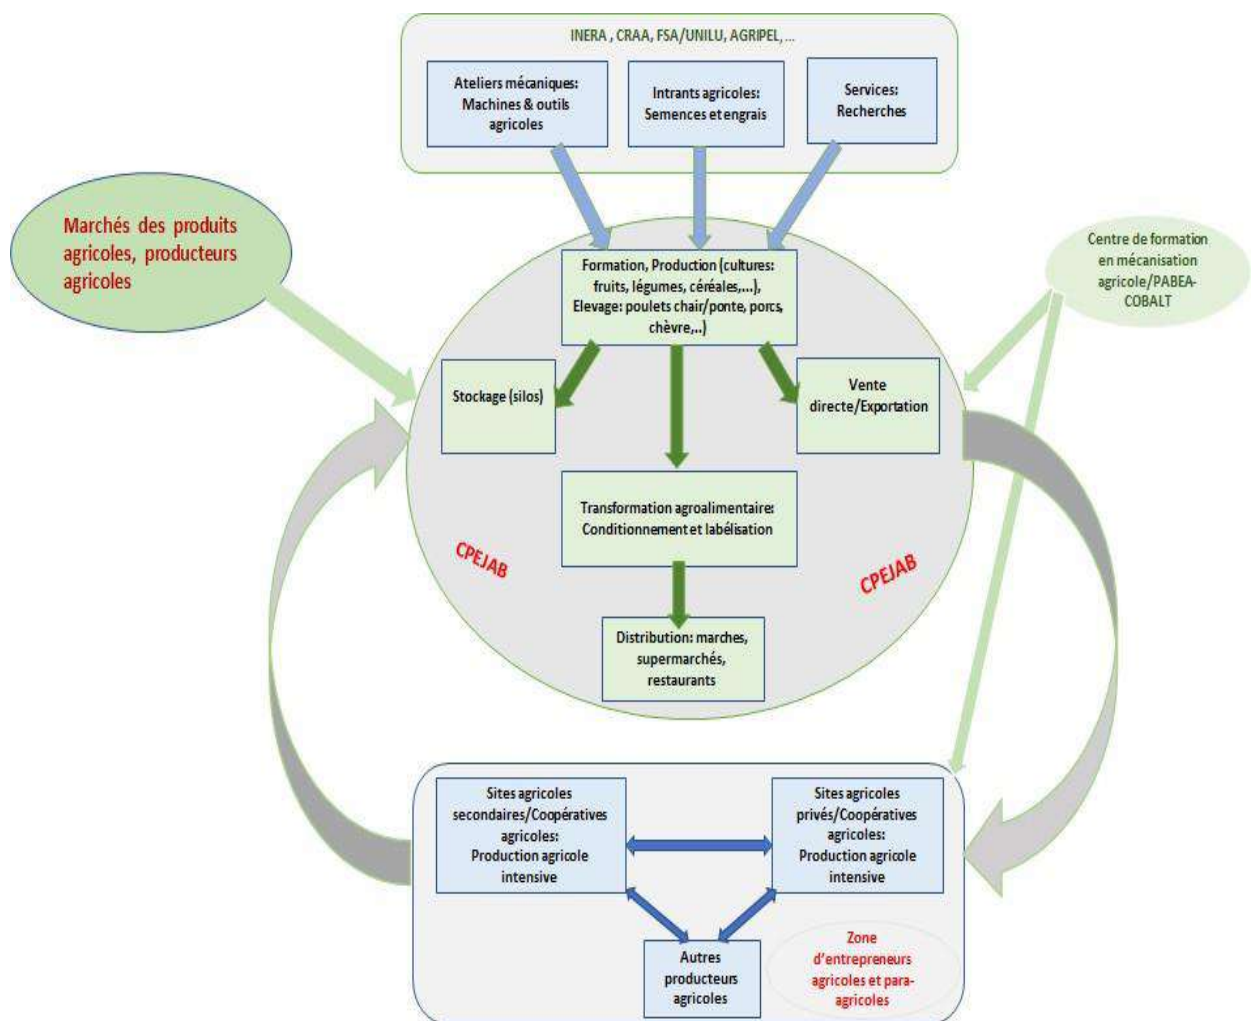 INERA , CRAA, FSA/UNILU, AGRIPEL, ...
Ateliers mécaniques:
Machines & outils
agricoles
Intrants agricoles:
Semences et engrais
Services:
Recherches
Marchés des produits
agricoles, producteurs
agricoles
Centre de formation
en mécanisation
agricole/PABEA-
COBALT
Formation, Production (cultures:
fruits, légumes, céréales,...),
Elevage: poulets chair/ponte, porcs,
chèvre,..)
Stockage (silos)
Vente
directe/Exportation
Transformation agroalimentaire:
Conditionnement et labélisation
CPEJAB
CPEJAB
Distribution: marches,
supermarchés,
restaurants
Sites agricoles
secondaires/Coopératives
agricoles:
Production agricole
intensive
Sites agricoles
privés/Coopératives
agricoles:
Production agricole
intensive
Autres
producteurs
agricoles
Zone
d'entrepreneurs
agricoles et para-
agricoles